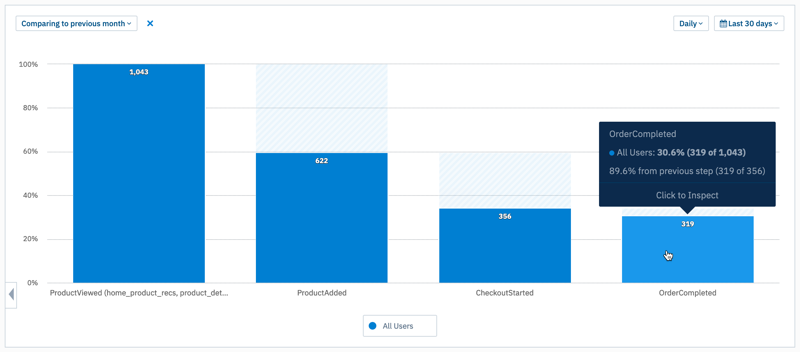 Comparing to previous month
Daily
Last 30 days
100%
80%
60%
40%
20%
0%
1,043
622
356
319
OrderCompleted
All Users: 30.6% (319 of 1,043)
89.6% from previous step (319 of 356)
Click to Inspect
ProductViewed (home_product_recs, product_det...
ProductAdded
CheckoutStarted
OrderCompleted
All Users